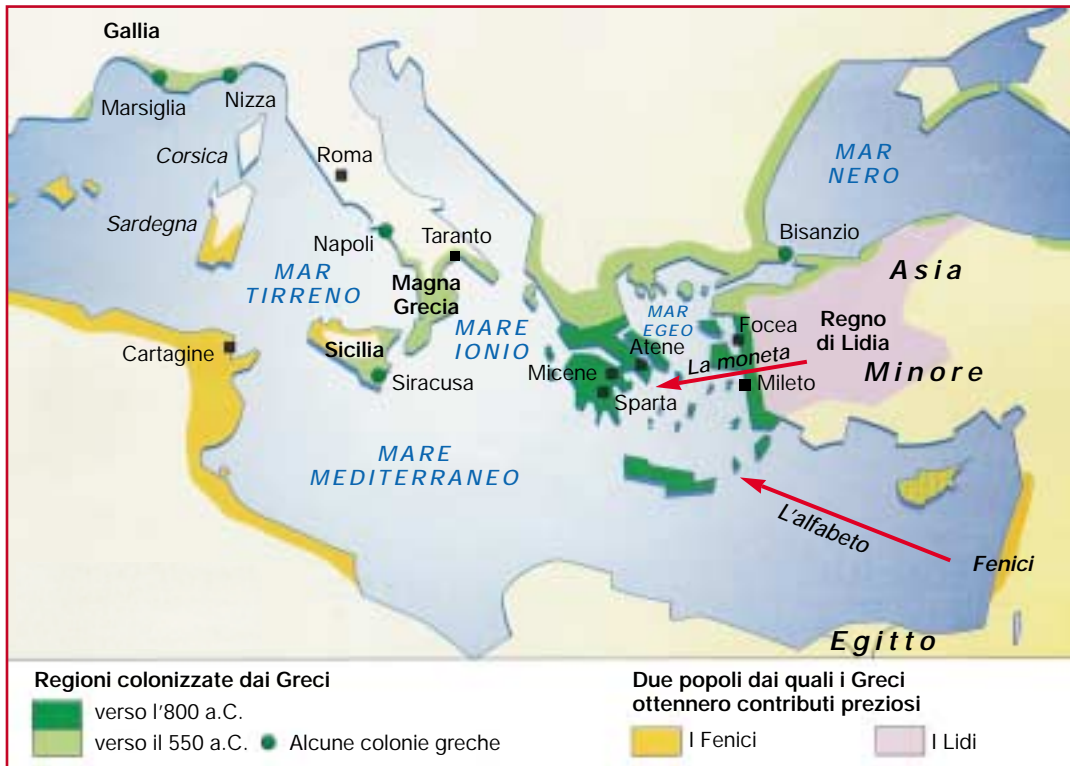 Gallia
Marsiglia
Nizza
Corsica
Roma
Sardegna
Napoli
Taranto
MAR
TIRRENO
Magna
Grecia
MARE
IONIO
Cartagine
Sicilia
Siracusa
MARE
MEDITERRANEO
MAR
NERO
Bisanzio
Asia
MAR
EGEO
Focea
Regno
di Lidia
Atene
La moneta
Micene
Minore
Mileto
Sparta
L'alfabeto
Fenici
Egitto
Regioni colonizzate dai Greci
verso l'800 a.C.
verso il 550 a.C.
Alcune colonie greche
Due popoli dai quali i Greci
ottennero contributi preziosi
I Fenici
I Lidi